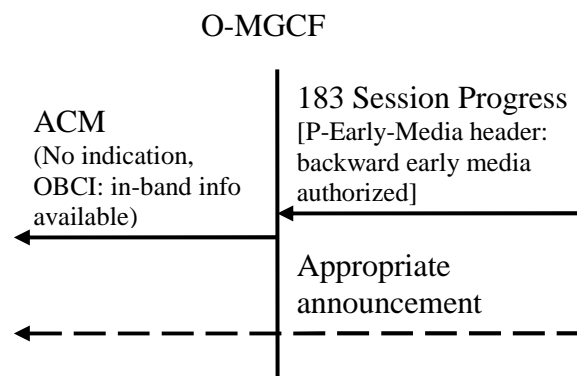 O-MGCF
183 Session Progress
[P-Early-Media header:
backward early media
authorized]
ACM
(No indication,
OBCI: in-band info
available)
Appropriate
announcement